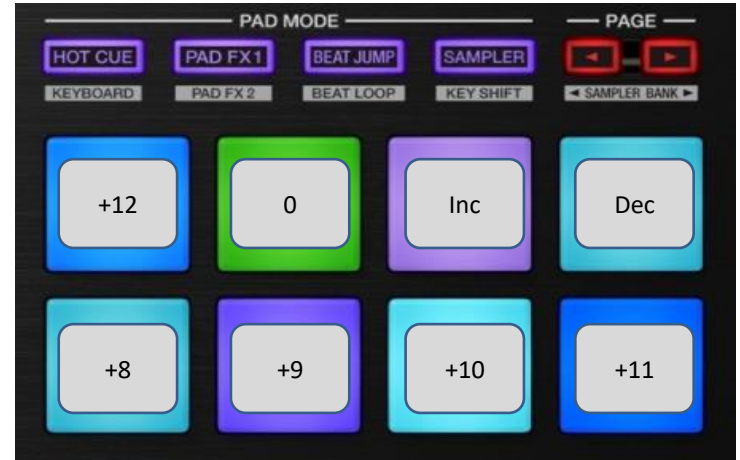 PAD MODE PAGE
HOT CUE PAD FX1 BEAT JUMP SAMPLER ◄ ►
KEYBOARD PAD FX 2 BEAT LOOP KEY SHIFT ◄ SAMPLER BANK ►
+12 0 Inc Dec
+8 +9 +10 +11